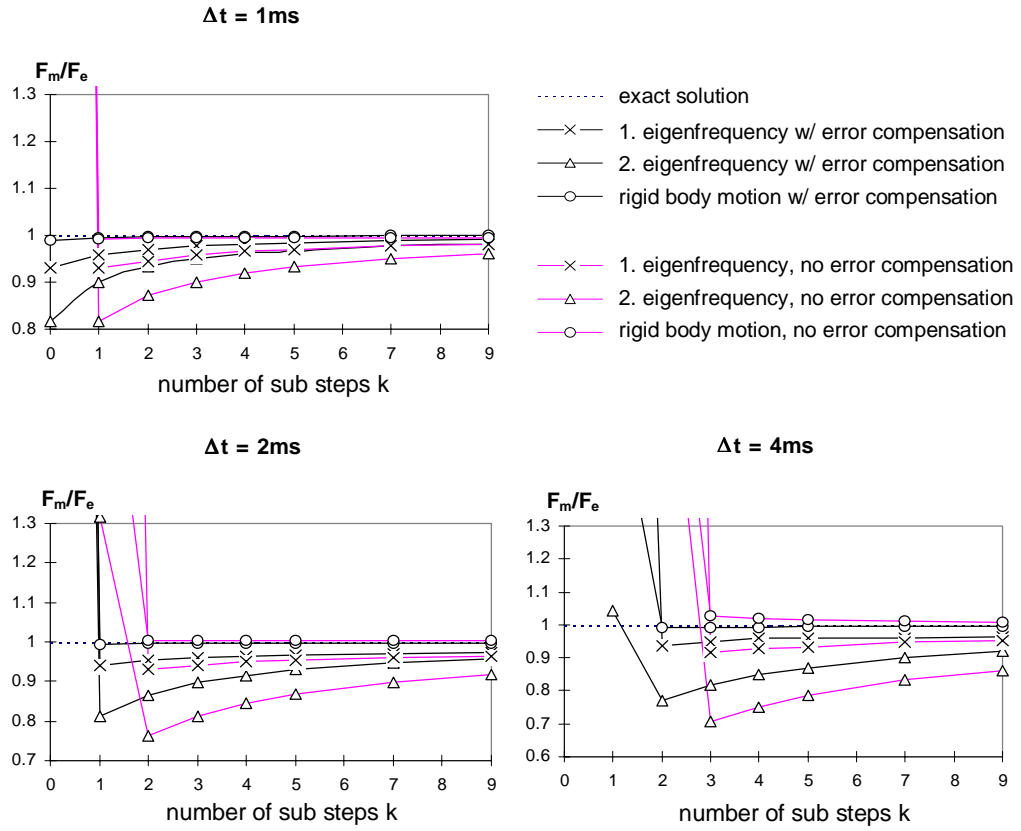 Δt = 1ms
Fm/Fe
1.3
1.2
1.1
1
0.9
0.8
0 1 2 3 4 5 6 7 8 9
number of sub steps k
exact solution
1. eigenfrequency w/ error compensation
2. eigenfrequency w/ error compensation
rigid body motion w/ error compensation
1. eigenfrequency, no error compensation
2. eigenfrequency, no error compensation
rigid body motion, no error compensation
Δt = 2ms
Fm/Fe
1.3
1.2
1.1
1
0.9
0.8
0.7
0 1 2 3 4 5 6 7 8 9
number of sub steps k
Δt = 4ms
Fm/Fe
1.3
1.2
1.1
1
0.9
0.8
0.7
0.6
0 1 2 3 4 5 6 7 8 9
number of sub steps k